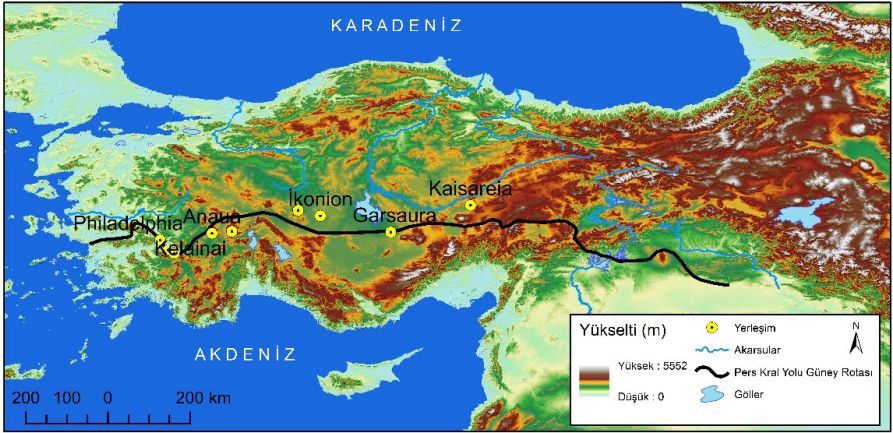 KARADENİZ
Kaisareia
İkonion
Garsaura
Anaua
Philadelphia
Kelainai
AKDENİZ
Yükselti (m)
Yüksek : 5552
Düşük : 0
Yerleşim
Akarsular
Pers Kral Yolu Güney Rotası
Göller
N
200 100 0 200 km